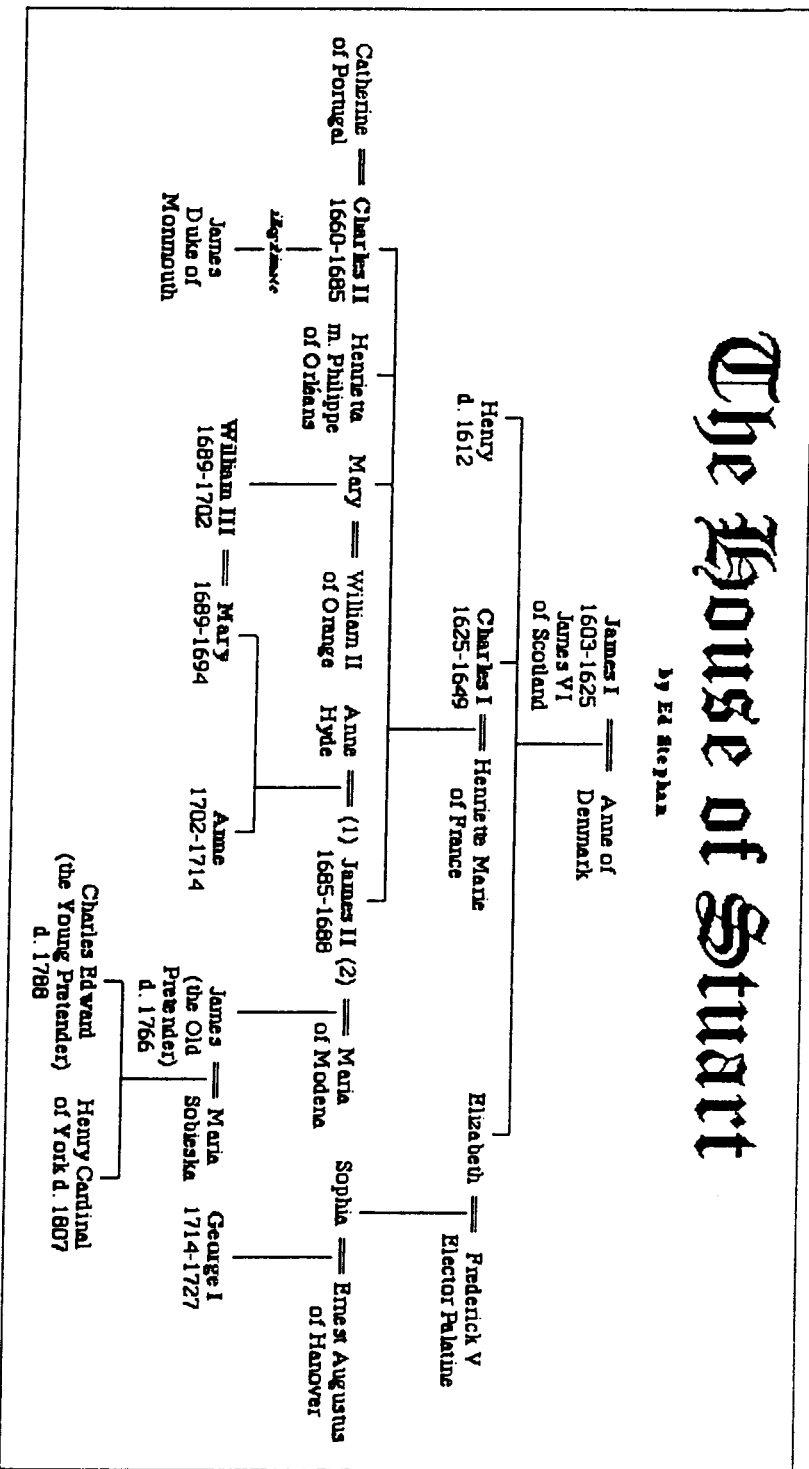 The House of Stuart
by Ed Stephan
James I
1603-1625
James VI
of Scotland
Anne of
Denmark
Henry
d. 1612
Charles I
1625-1649
Henriette Marie
of France
Elizabeth
Frederick V
Elector Palatine
Catherine
of Portugal
Charles II
1660-1685
Henrietta
m. Philippe
of Orléans
Mary
William II
of Orange
Anne
Hyde
(1) James II (2)
1685-1688
Maria
of Modena
Sophia
Ernest Augustus
of Hanover
illegitimate
James
Duke of
Monmouth
William III
1689-1702
Mary
1689-1694
Anne
1702-1714
James
(the Old
Pretender)
d. 1766
Maria
Sobieska
George I
1714-1727
Charles Edward
(the Young Pretender)
d. 1788
Henry Cardinal
of York d. 1807